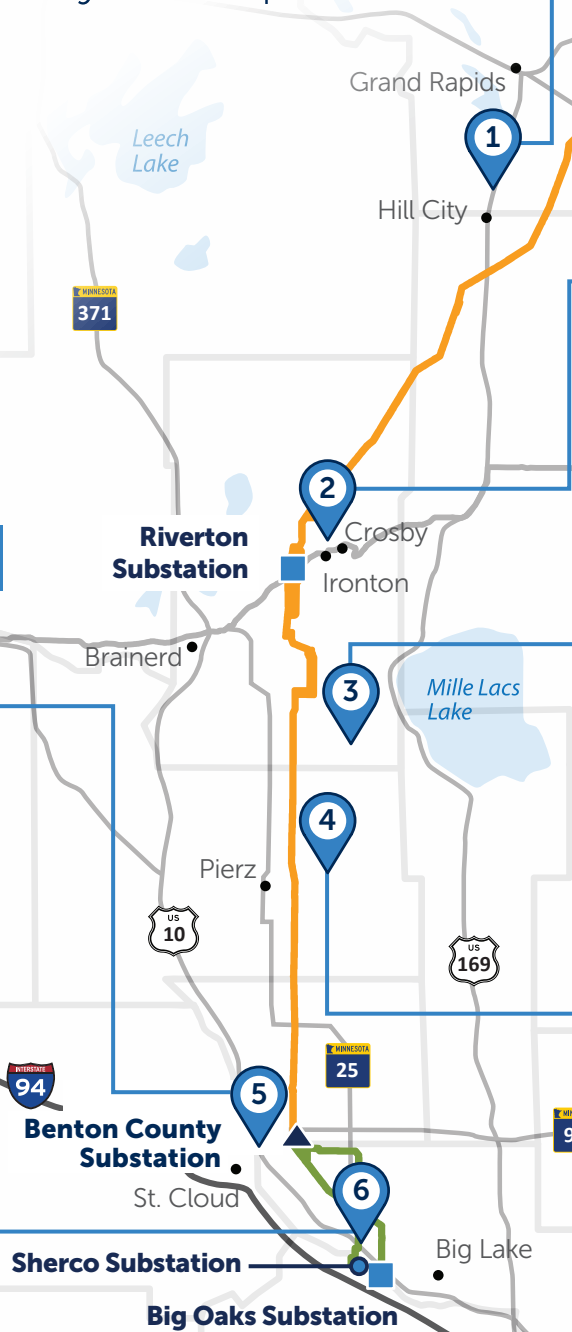 Grand Rapids
1
Leech
Lake
Hill City
MINNESOTA
371
2
Riverton
Substation
Crosby
Ironton
Brainerd
3
Mille Lacs
Lake
4
Pierz
US
10
US
169
MINNESOTA
25
INTERSTATE
94
5
Benton County
Substation
9
6
St. Cloud
Big Lake
Sherco Substation
Big Oaks Substation